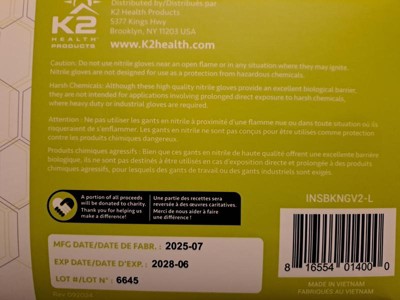 Distributed by/Distribués par
K2 Health Products
5377 Kings Hwy
Brooklyn, NY 11203 USA
www.K2health.com
K2
HEALTH
PRODUCTS
Caution: Do not use nitrile gloves near an open flame or in any situation where they may ignite.
Nitrile gloves are not designed for use as a protection from hazardous chemicals.
Harsh Chemicals: Although these high-quality nitrile gloves provide an excellent biological barrier,
they are not intended for applications involving prolonged direct exposure to harsh chemicals,
where heavy duty or industrial gloves are required.
Attention : Ne pas utiliser les gants en nitrile à proximité d'une flamme nue ou dans toute situation où ils
risqueraient de s'enflammer. Les gants en nitrile ne sont pas conçus pour être utilisés comme protection
contre les produits chimiques dangereux.
Produits chimiques agressifs : Bien que ces gants en nitrile de haute qualité offrent une excellente barrière
biologique, ils ne sont pas destinés à être utilisés en cas d'exposition directe et prolongée à des produits
chimiques agressifs, pour lesquels des gants de travail ou des gants industriels sont exigés.
A portion of all proceeds
will be donated to charity.
Thank you for helping us
make a difference!
Une partie des recettes sera
reversée à des œuvres caritatives.
Merci de nous aider à faire
une différence !
INSBKNGV2-L
MFG DATE/DATE DE FABR. : 2025-07
EXP DATE/DATE D'EXP : 2028-06
LOT #/LOT N° : 6645
8 16554 01400 0
MADE IN VIETNAM
FABRIQUÉ AU VIETNAM